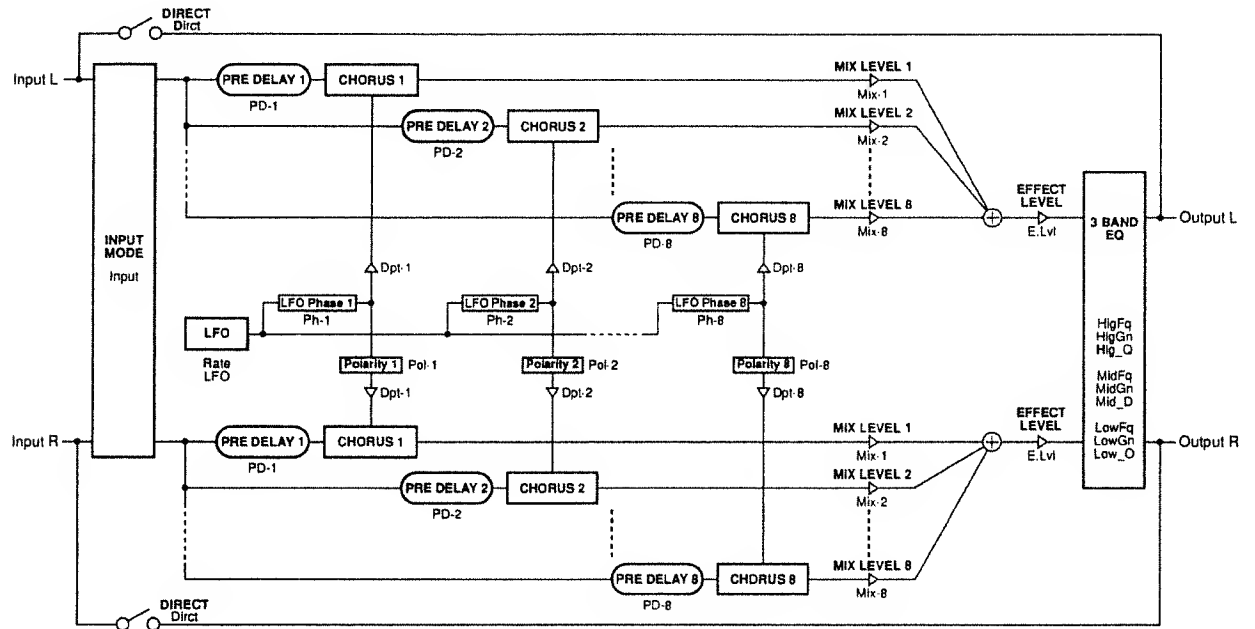 DIRECT
Dirct
Input L
PRE DELAY 1
PD-1
CHORUS 1
MIX LEVEL 1
Mix-1
PRE DELAY 2
PD-2
CHORUS 2
MIX LEVEL 2
Mix-2
PRE DELAY 8
PD-8
CHORUS 8
MIX LEVEL 8
Mix-8
EFFECT
LEVEL
E.Lvl
Output L
INPUT
MODE
Input
3 BAND
EQ
Dpt-1
Dpt-2
Dpt-8
LFO Phase 1
Ph-1
LFO Phase 2
Ph-2
LFO Phase 8
Ph-8
LFO
Rate
LFO
Polarity 1
Pol-1
Polarity 2
Pol-2
Polarity 8
Pol-8
Dpt-1
Dpt-2
Dpt-8
HigFq
HigGn
Hig_Q
MidFq
MidGn
Mid_D
LowFq
LowGn
Low_O
Input R
PRE DELAY 1
PD-1
CHORUS 1
MIX LEVEL 1
Mix-1
PRE DELAY 2
PD-2
CHORUS 2
MIX LEVEL 2
Mix-2
PRE DELAY 8
PD-8
CHDRUS 8
MIX LEVEL 8
Mix-8
EFFECT
LEVEL
E.Lvl
Output R
DIRECT
Dirct